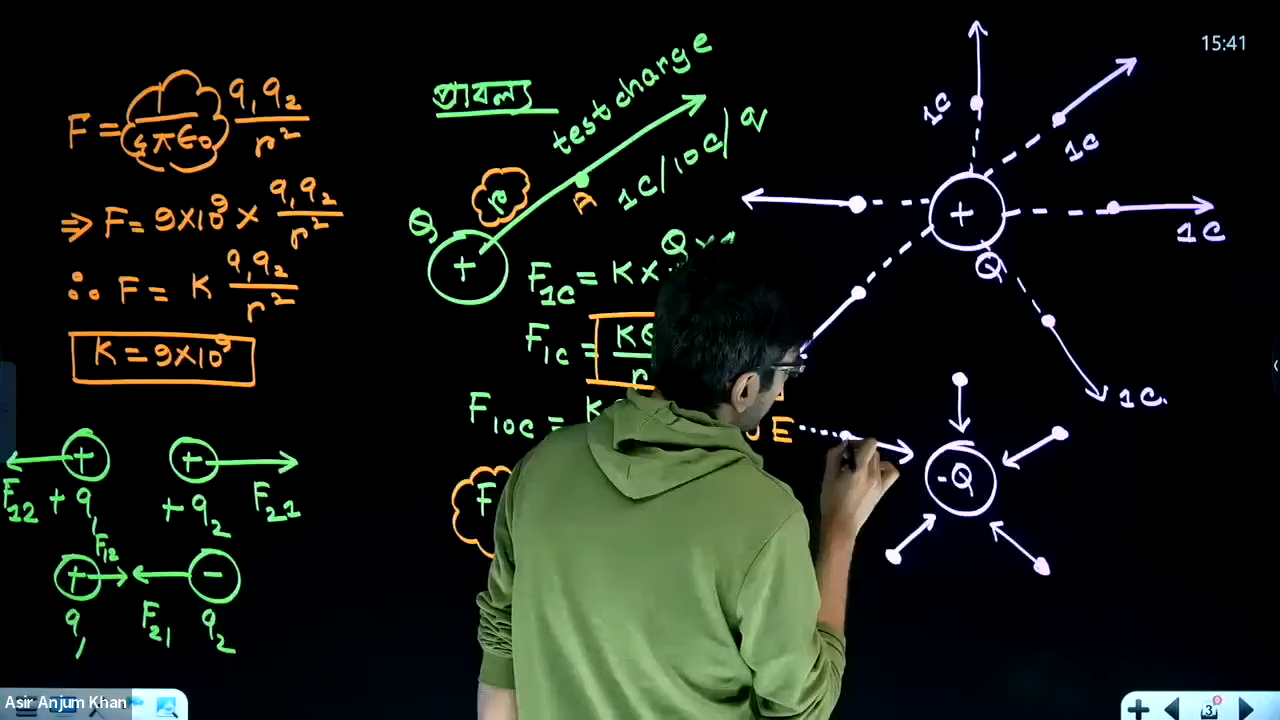 F = 1/4πϵ₀ q₁q₂/r²
⇒ F = 9×10⁹ × q₁q₂/r²
∴ F = K q₁q₂/r²
K = 9×10⁹
+ +
F₁₂ +q₁ +q₂ F₂₁
F₁₂
+ -
q₁ F₂₁ q₂
প্রাবল্য
test charge
r
A
1C/10C/q
Q
+
F₁C = K×
F₁C =
F₁₀C =
F
E
15:41
1C
1C
+
1C
Q
1C
-Q
Asir Anjum Khan
3